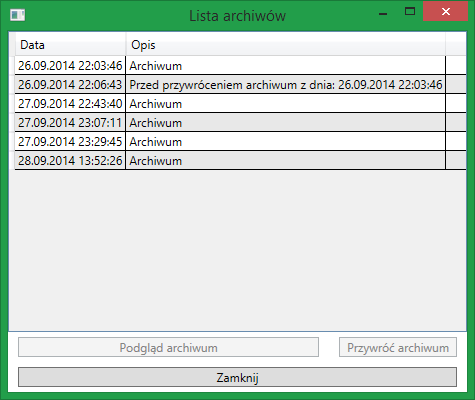 Lista archiwów
Data Opis
26.09.2014 22:03:46 Archiwum
26.09.2014 22:06:43 Przed przywróceniem archiwum z dnia: 26.09.2014 22:03:46
27.09.2014 22:43:40 Archiwum
27.09.2014 23:07:11 Archiwum
27.09.2014 23:29:45 Archiwum
28.09.2014 13:52:26 Archiwum
Podgląd archiwum Przywróć archiwum
Zamknij